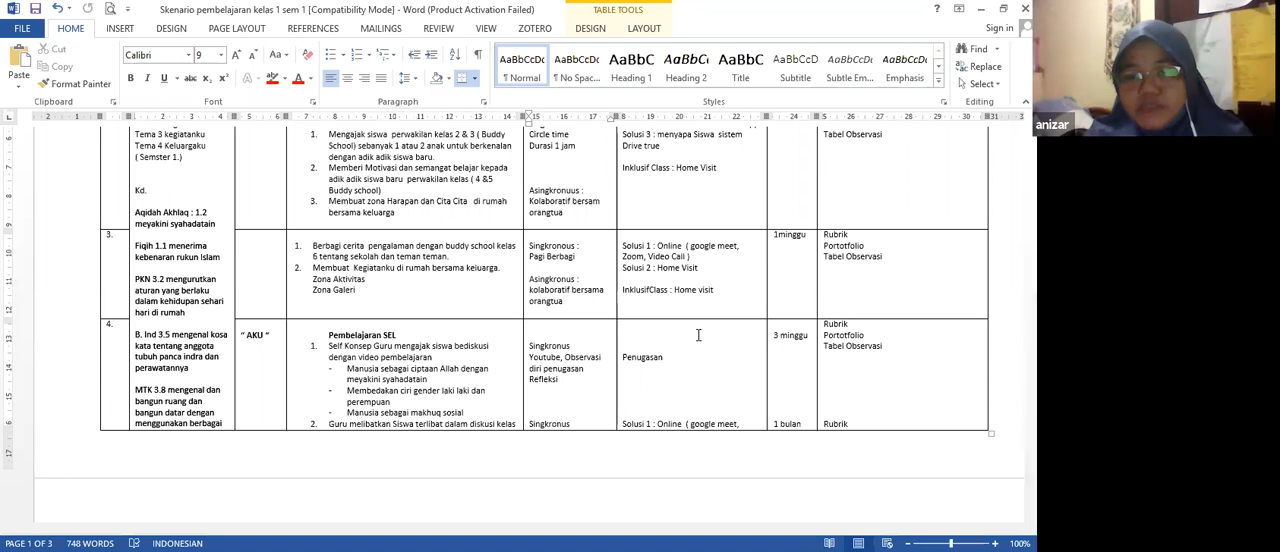 Skenario pembelajaran kelas 1 sem 1 [Compatibility Mode] - Word (Product Activation Failed)
TABLE TOOLS
FILE HOME INSERT DESIGN PAGE LAYOUT REFERENCES MAILINGS REVIEW VIEW ZOTERO DESIGN LAYOUT
Sign in
Paste
Cut
Copy
Format Painter
Clipboard
Calibri 9
Font
Paragraph
AaBbCcDc AaBbCcDc AaBbC AaBbCc AaBbC AaBbCcD AaBbCcDc AaBbCcDc
¶ Normal ¶ No Spac... Heading 1 Heading 2 Title Subtitle Subtle Em... Emphasis
Styles
Find
Replace
Select
Editing
anizar
Tema 3 kegiatanku
Tema 4 Keluargaku
( Semster 1.)
Kd.
Aqidah Akhlaq : 1.2
meyakini syahadatain
1. Mengajak siswa perwakilan kelas 2 & 3 ( Buddy
School) sebanyak 1 atau 2 anak untuk berkenalan
dengan adik adik siswa baru.
2. Memberi Motivasi dan semangat belajar kepada
adik adik siswa baru perwakilan kelas ( 4 &5
Buddy school)
3. Membuat zona Harapan dan Cita Cita di rumah
bersama keluarga
Circle time
Durasi 1 jam
Asingkronuus :
Kolaboratif bersam
orangtua
Solusi 3 : menyapa Siswa sistem
Drive true
Inklusif Class : Home Visit
Tabel Observasi
3.
Fiqih 1.1 menerima
kebenaran rukun Islam
PKN 3.2 mengurutkan
aturan yang berlaku
dalam kehidupan sehari
hari di rumah
1. Berbagi cerita pengalaman dengan buddy school kelas
6 tentang sekolah dan teman teman.
2. Membuat Kegiatanku di rumah bersama keluarga.
Zona Aktivitas
Zona Galeri
Singkronous :
Pagi Berbagi
Asingkronus :
kolaboratif bersama
orangtua
Solusi 1 : Online ( google meet,
Zoom, Video Call )
Solusi 2 : Home Visit
InklusifClass : Home visit
1minggu
Rubrik
Portotfolio
Tabel Observasi
4.
B. Ind 3.5 mengenal kosa
kata tentang anggota
tubuh panca indra dan
perawatannya
MTK 3.8 mengenal dan
bangun ruang dan
bangun datar dengan
menggunakan berbagai
“ AKU “
Pembelajaran SEL
1. Self Konsep Guru mengajak siswa bediskusi
dengan video pembelajaran
- Manusia sebagai ciptaan Allah dengan
meyakini syahadatain
- Membedakan ciri gender laki laki dan
perempuan
- Manusia sebagai makhuq sosial
2. Guru melibatkan Siswa terlibat dalam diskusi kelas
Singkronus
Youtube, Observasi
diri penugasan
Refleksi
Singkronus
Penugasan
Solusi 1 : Online ( google meet,
3 minggu
1 bulan
Rubrik
Portotfolio
Tabel Observasi
Rubrik
PAGE 1 OF 3 748 WORDS INDONESIAN 100%